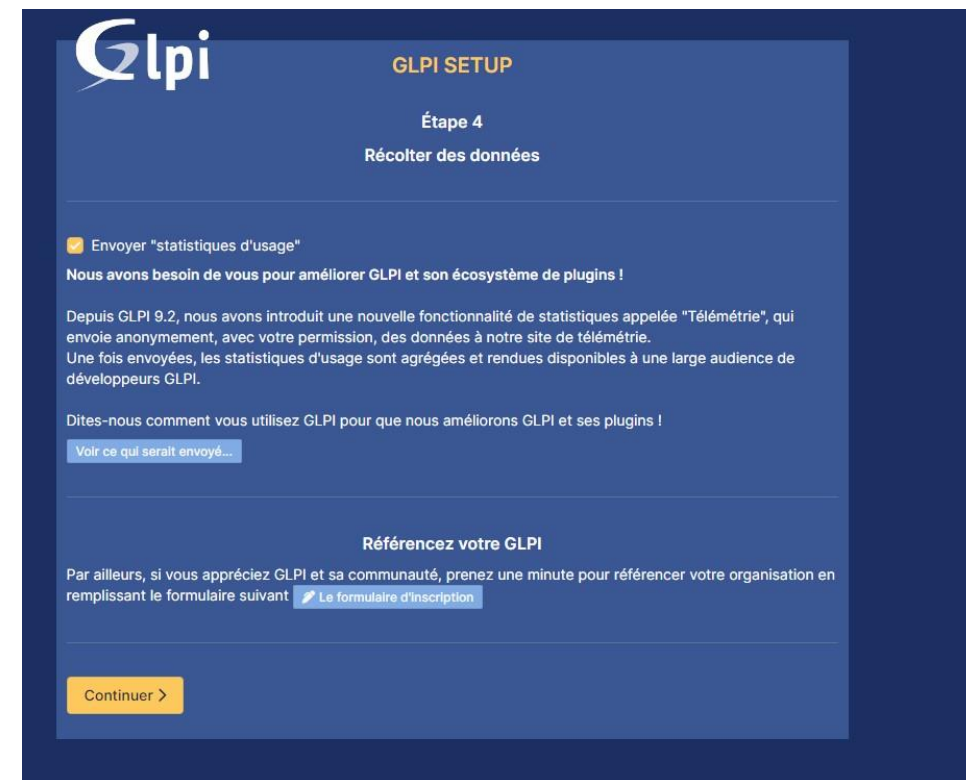 Glpi
GLPI SETUP
Étape 4
Récolter des données
Envoyer "statistiques d'usage"
Nous avons besoin de vous pour améliorer GLPI et son écosystème de plugins !
Depuis GLPI 9.2, nous avons introduit une nouvelle fonctionnalité de statistiques appelée "Télémétrie", qui
envoie anonymement, avec votre permission, des données à notre site de télémétrie.
Une fois envoyées, les statistiques d'usage sont agrégées et rendues disponibles à une large audience de
développeurs GLPI.
Dites-nous comment vous utilisez GLPI pour que nous améliorons GLPI et ses plugins !
Voir ce qui serait envoyé...
Référencez votre GLPI
Par ailleurs, si vous appréciez GLPI et sa communauté, prenez une minute pour référencer votre organisation en
remplissant le formulaire suivant Le formulaire d'inscription
Continuer >